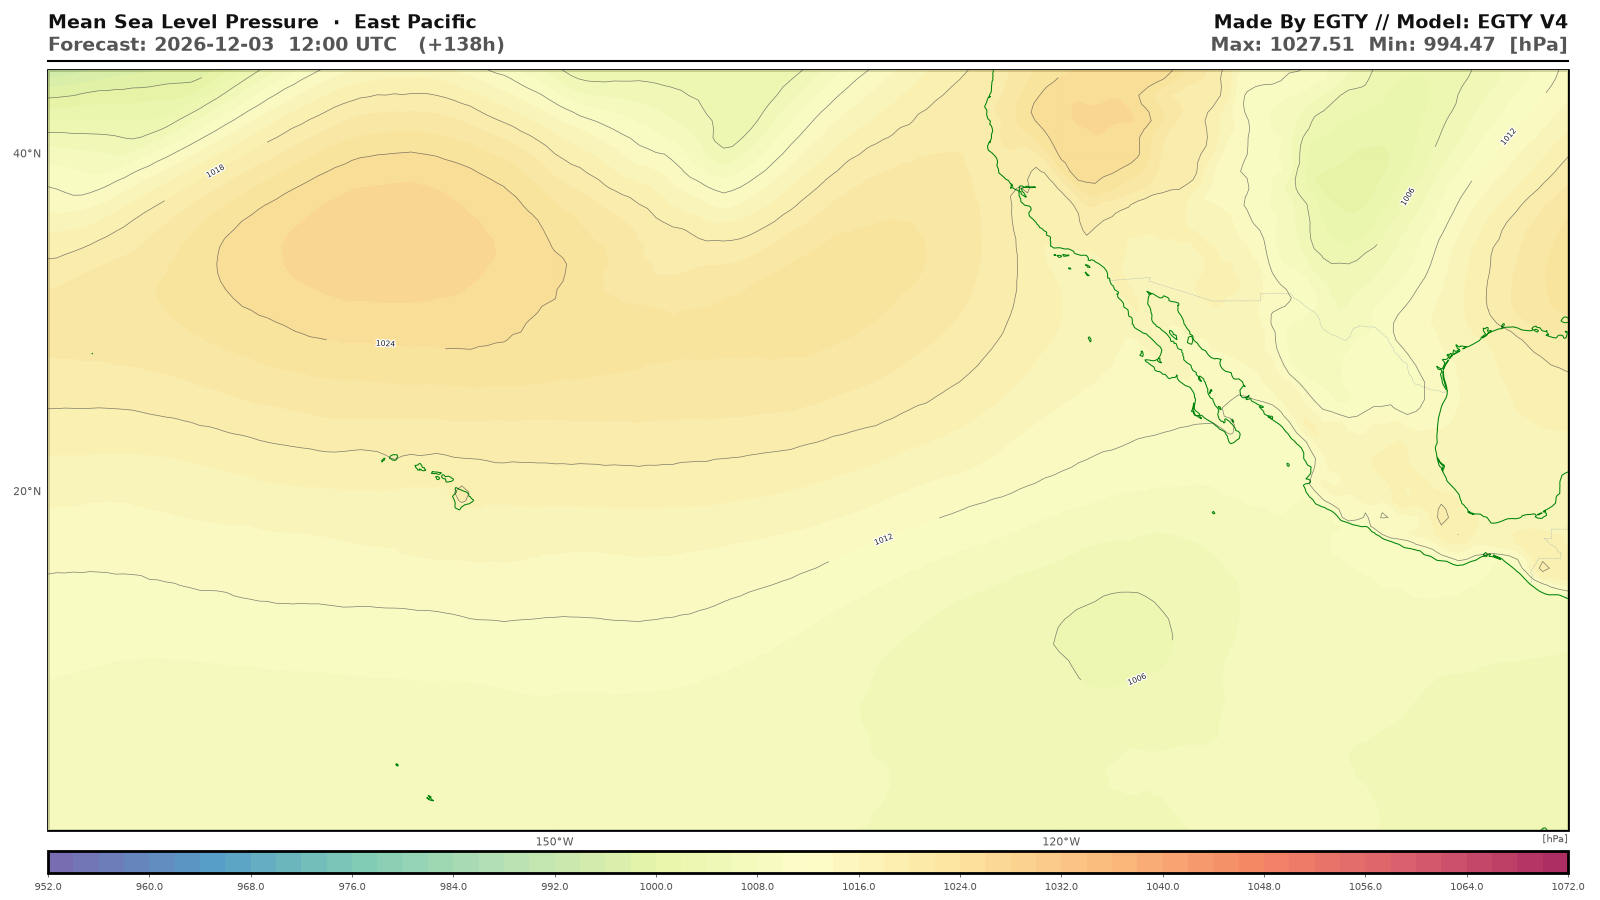 Mean Sea Level Pressure · East Pacific
Made By EGTY // Model: EGTY V4
Forecast: 2026-12-03 12:00 UTC (+138h)
Max: 1027.51 Min: 994.47 [hPa]
40°N
20°N
1018
1024
1012
1006
1006
1012
150°W
120°W
[hPa]
952.0 960.0 968.0 976.0 984.0 992.0 1000.0 1008.0 1016.0 1024.0 1032.0 1040.0 1048.0 1056.0 1064.0 1072.0